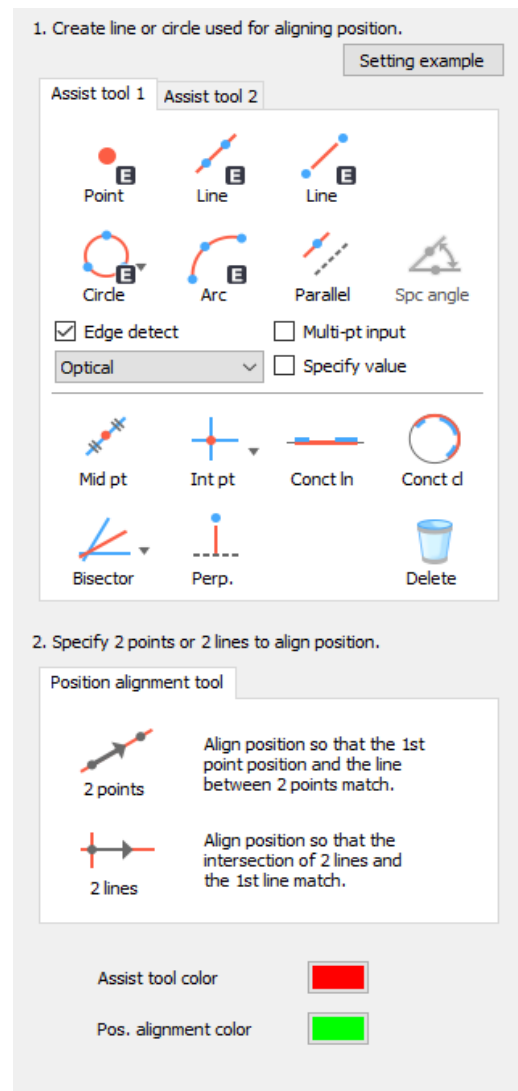 1. Create line or circle used for aligning position.
Setting example
Assist tool 1 Assist tool 2
E E E
Point Line Line
E E
Circle Arc Parallel Spc angle
Edge detect Multi-pt input
Optical Specify value
Mid pt Int pt Conct ln Conct cl
Bisector Perp. Delete
2. Specify 2 points or 2 lines to align position.
Position alignment tool
Align position so that the 1st
point position and the line
between 2 points match.
2 points
Align position so that the
intersection of 2 lines and
the 1st line match.
2 lines
Assist tool color
Pos. alignment color